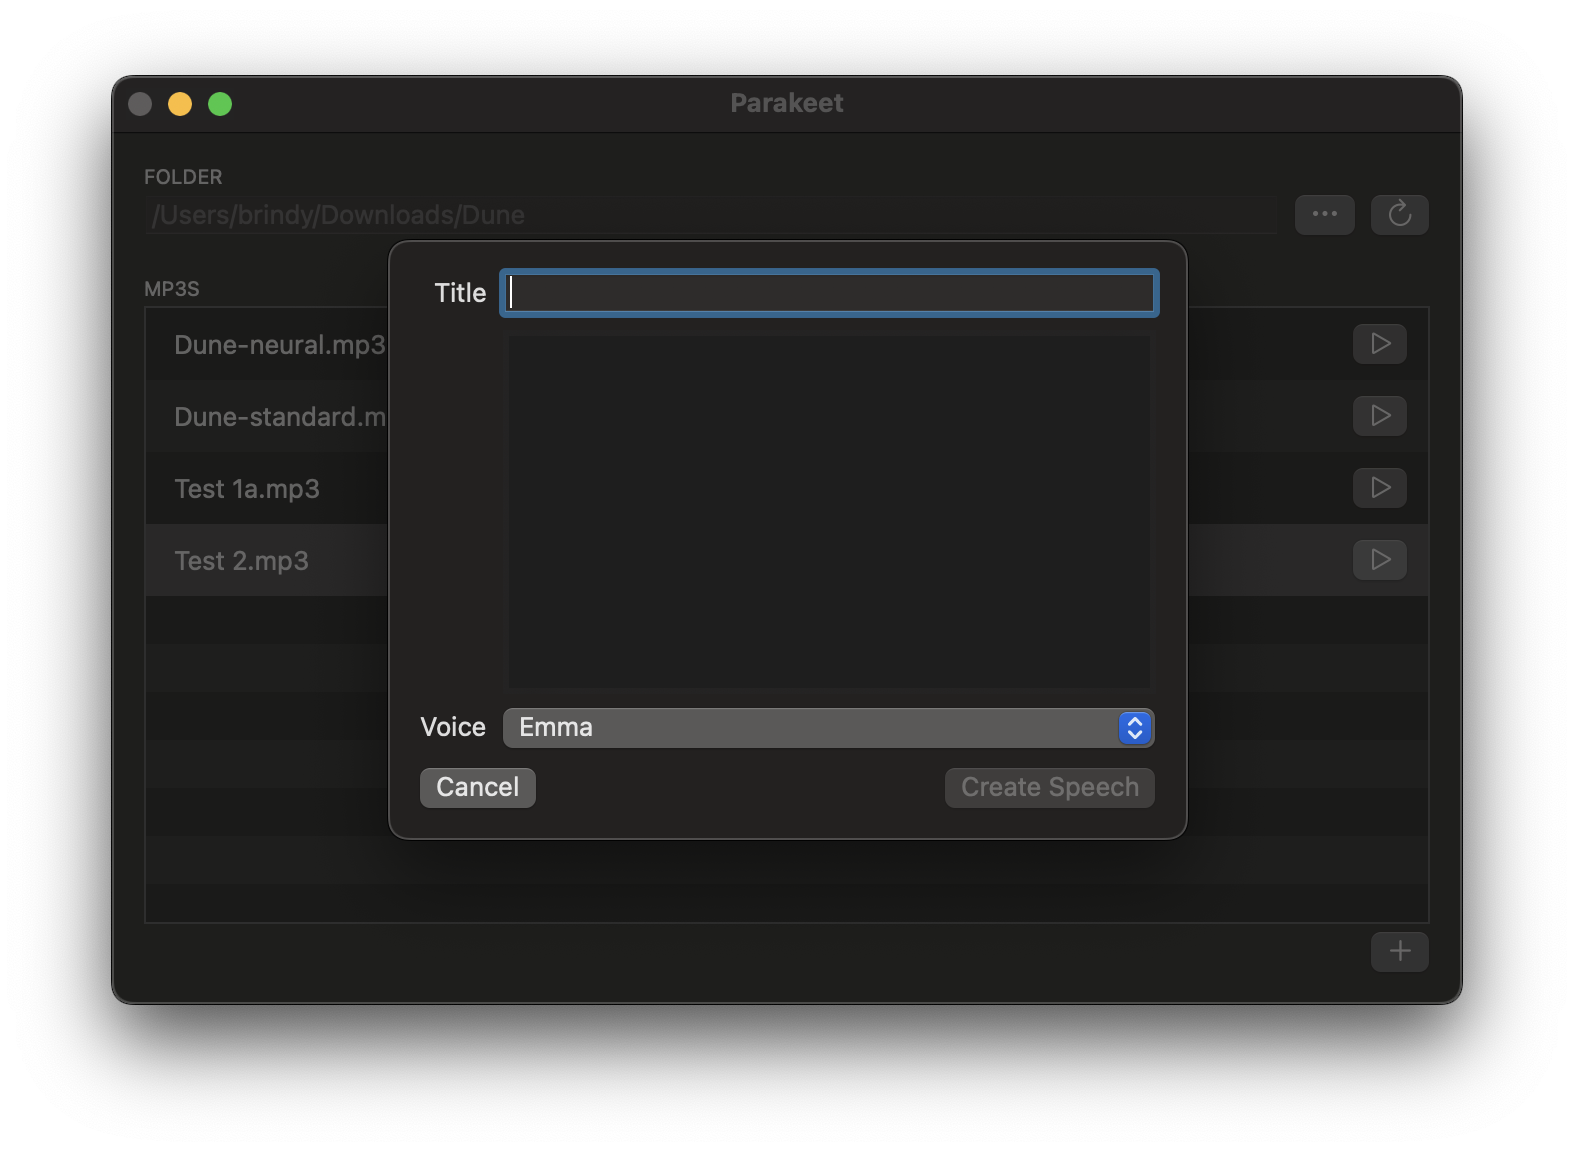 Parakeet
FOLDER
/Users/brindy/Downloads/Dune
MP3S
Title
Dune-neural.mp3
Dune-standard.m
Test 1a.mp3
Test 2.mp3
Voice Emma
Cancel Create Speech